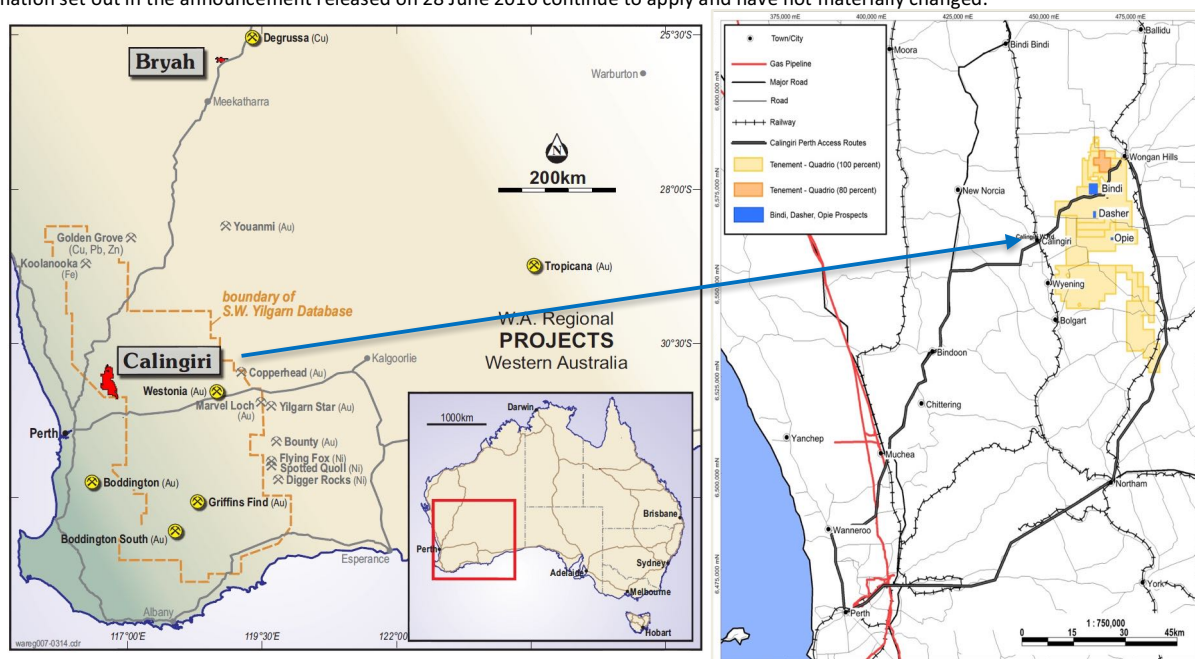 nation set out in the announcement released on 28 June 2016 continue to apply and have not materially changed.
Degrussa (Cu)
Bryah
Meekatharra
Warburton
N
200km
25°30'S
28°00'S
30°30'S
Youanmi (Au)
Golden Grove
(Cu, Pb, Zn)
Koolanooka
(Fe)
Tropicana (Au)
boundary of
S.W. Yilgarn Database
W.A. Regional
PROJECTS
Western Australia
Calingiri
Kalgoorlie
Copperhead (Au)
Westonia (Au)
Marvel Loch
(Au)
Yilgarn Star (Au)
Perth
Bounty (Au)
Flying Fox (Ni)
Spotted Quoll (Ni)
Digger Rocks (Ni)
Boddington (Au)
Griffins Find (Au)
Boddington South (Au)
Esperance
Albany
117°00'E
119°30'E
122°00'
wareg007-0314.cdr
1000km
Darwin
Brisbane
Perth
Adelaide
Sydney
Melbourne
Hobart
375,000 mE
400,000 mE
425,000 mE
450,000 mE
475,000 mE
Town/City
Gas Pipeline
Major Road
Road
Railway
Calingiri Perth Access Routes
Tenement - Quadrio (100 percent)
Tenement - Quadrio (80 percent)
Bindi, Dasher, Opie Prospects
6,600,000 mN
6,575,000 mN
6,550,000 mN
6,525,000 mN
6,500,000 mN
6,475,000 mN
Moora
Bindi Bindi
Ballidu
Wongan Hills
New Norcia
Bindi
Dasher
Opie
Calingiri
Wyening
Bolgart
Bindoon
Chittering
Yanchep
Muchea
Northam
Wanneroo
York
Perth
1 : 750,000
0 15 30 45km